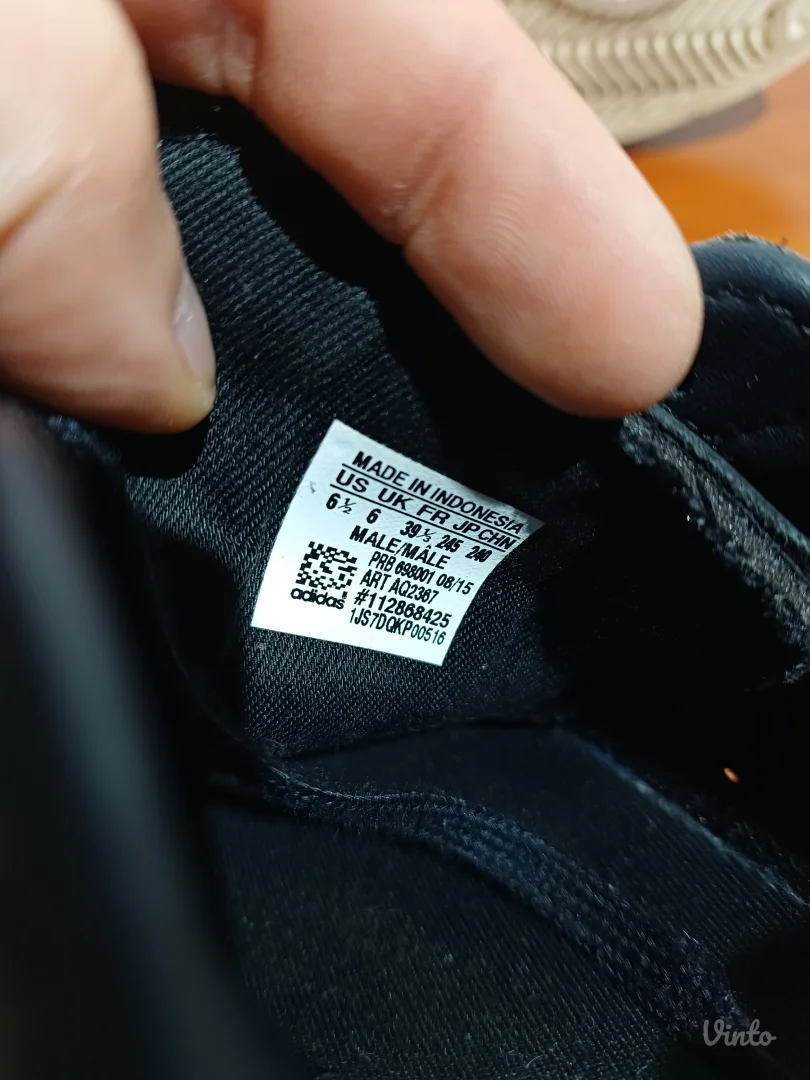 MADE IN INDONESIA
US UK FR JP CHN
6½ 6 39⅓ 245 240
MALE/MÂLE
PRB 698001 08/15
ART AQ2367
#112868425
1JS7DQKP00516
adidas
Vinto